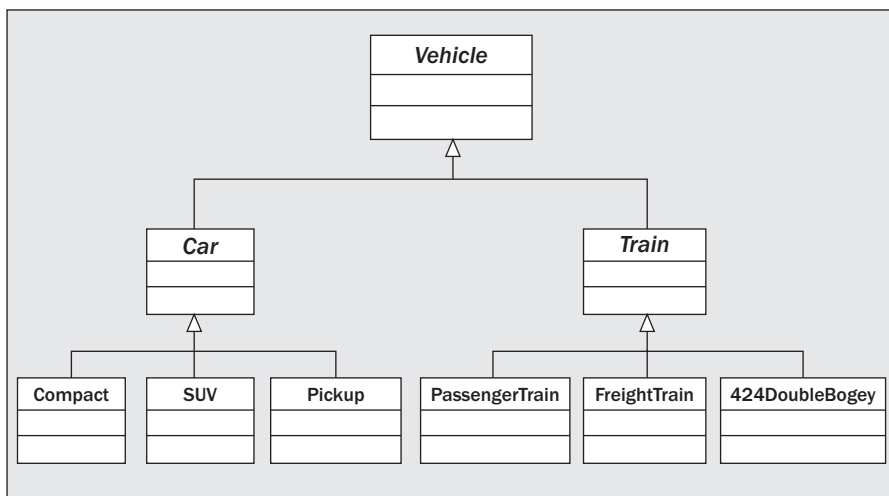 Vehicle
Car
Train
Compact
SUV
Pickup
PassengerTrain
FreightTrain
424DoubleBogey